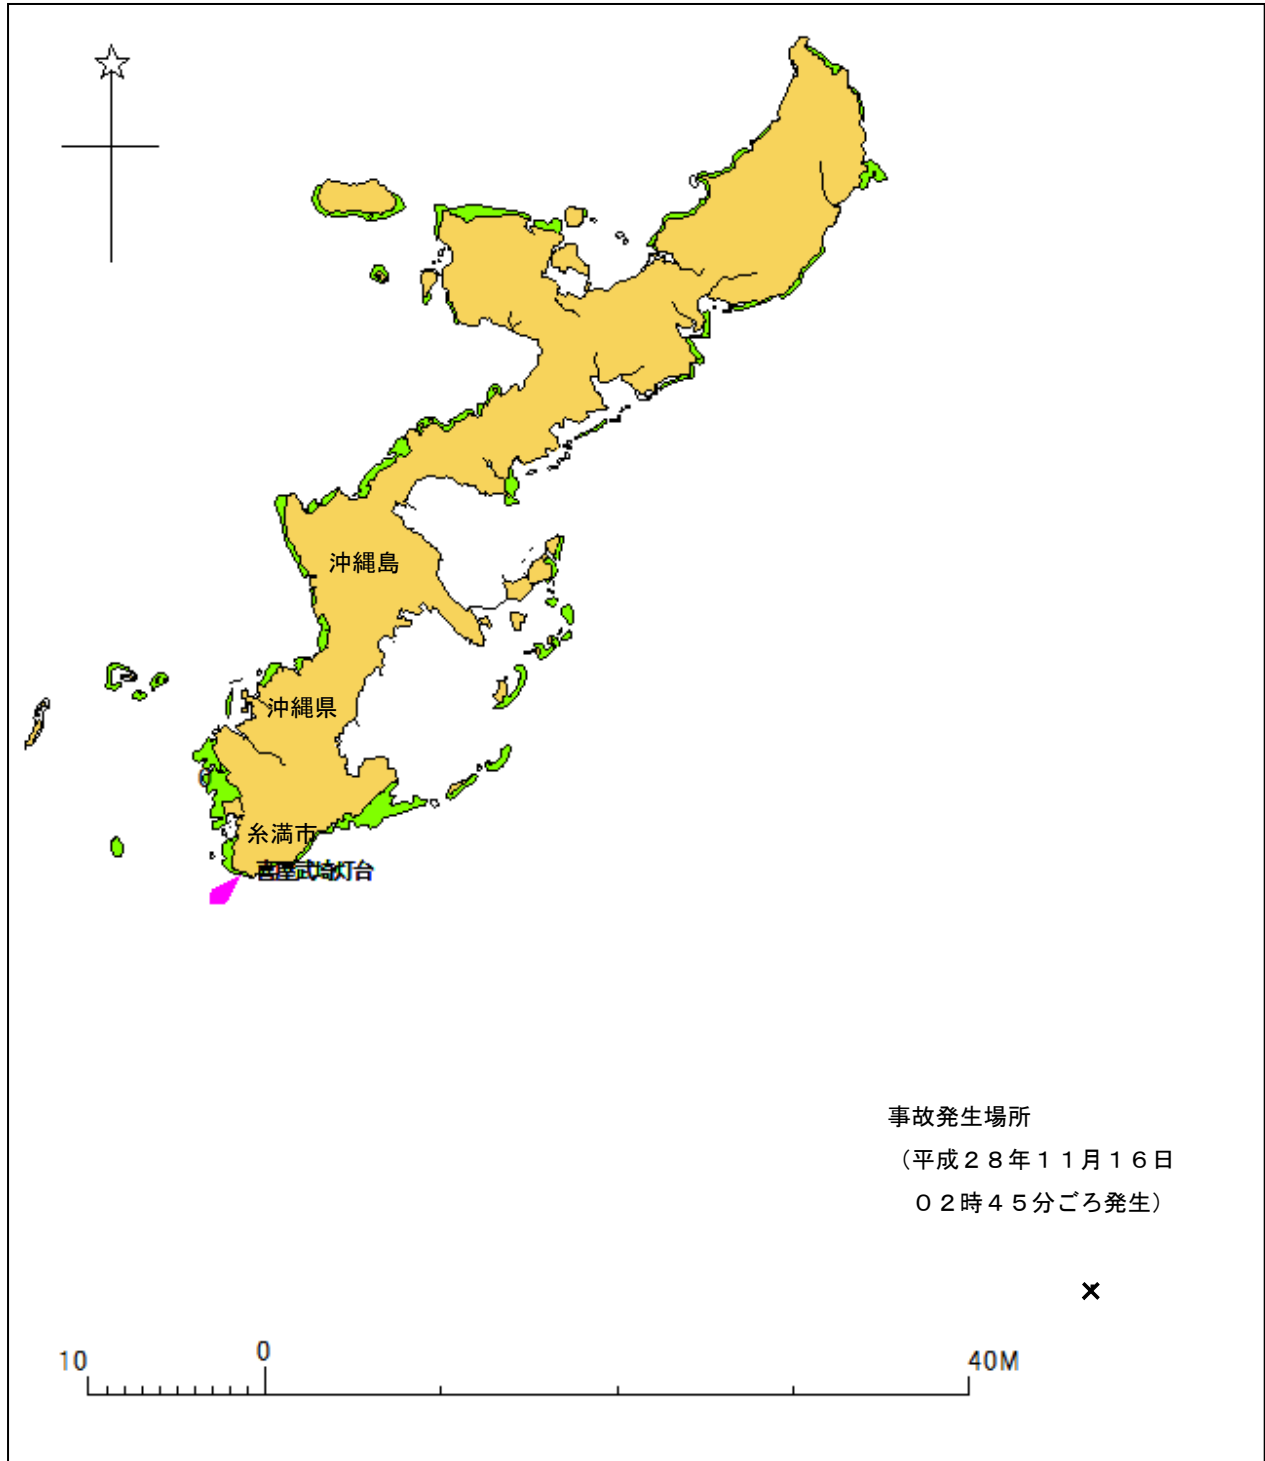 沖縄島
沖縄県
糸満市
喜屋武埼灯台
事故発生場所
（平成２８年１１月１６日
０２時４５分ごろ発生）
10 0 40M